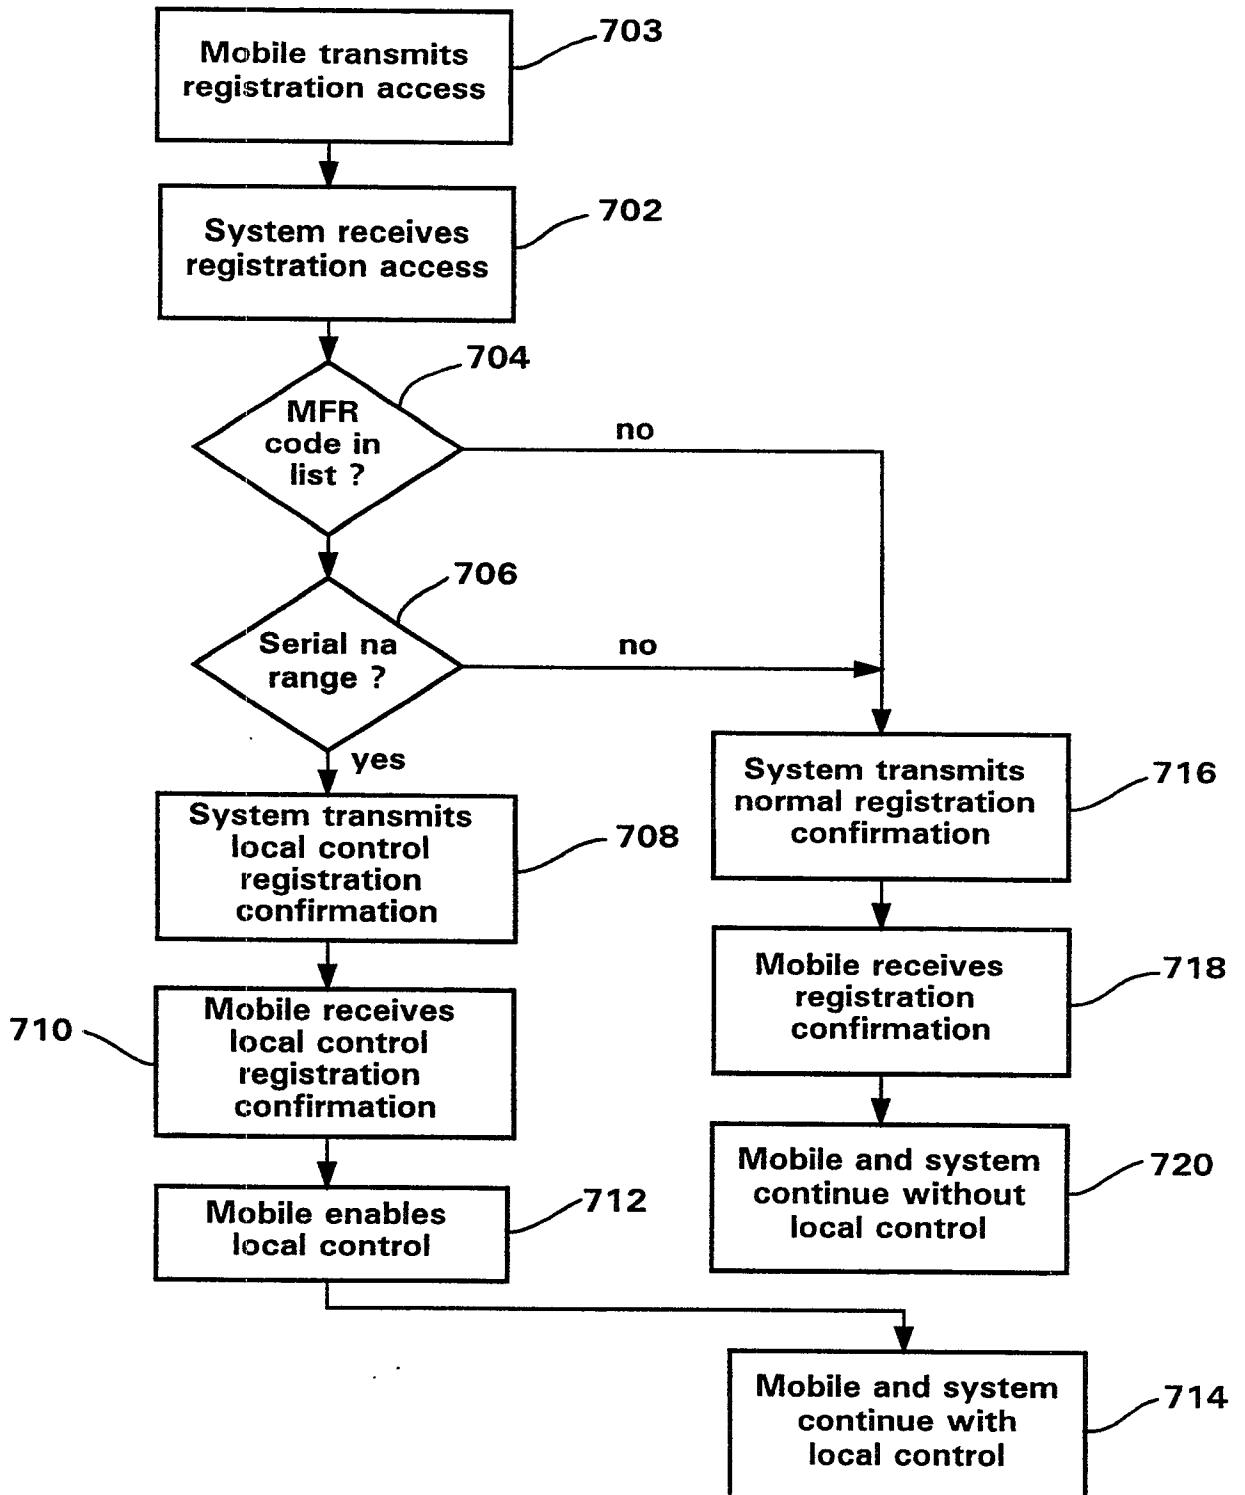 Mobile transmits
registration access
703
System receives
registration access
702
704
MFR
code in
list ?
no
706
Serial na
range ?
no
yes
System transmits
local control
registration
confirmation
708
System transmits
normal registration
confirmation
716
710
Mobile receives
local control
registration
confirmation
Mobile receives
registration
confirmation
718
Mobile enables
local control
712
Mobile and system
continue without
local control
720
Mobile and system
continue with
local control
714